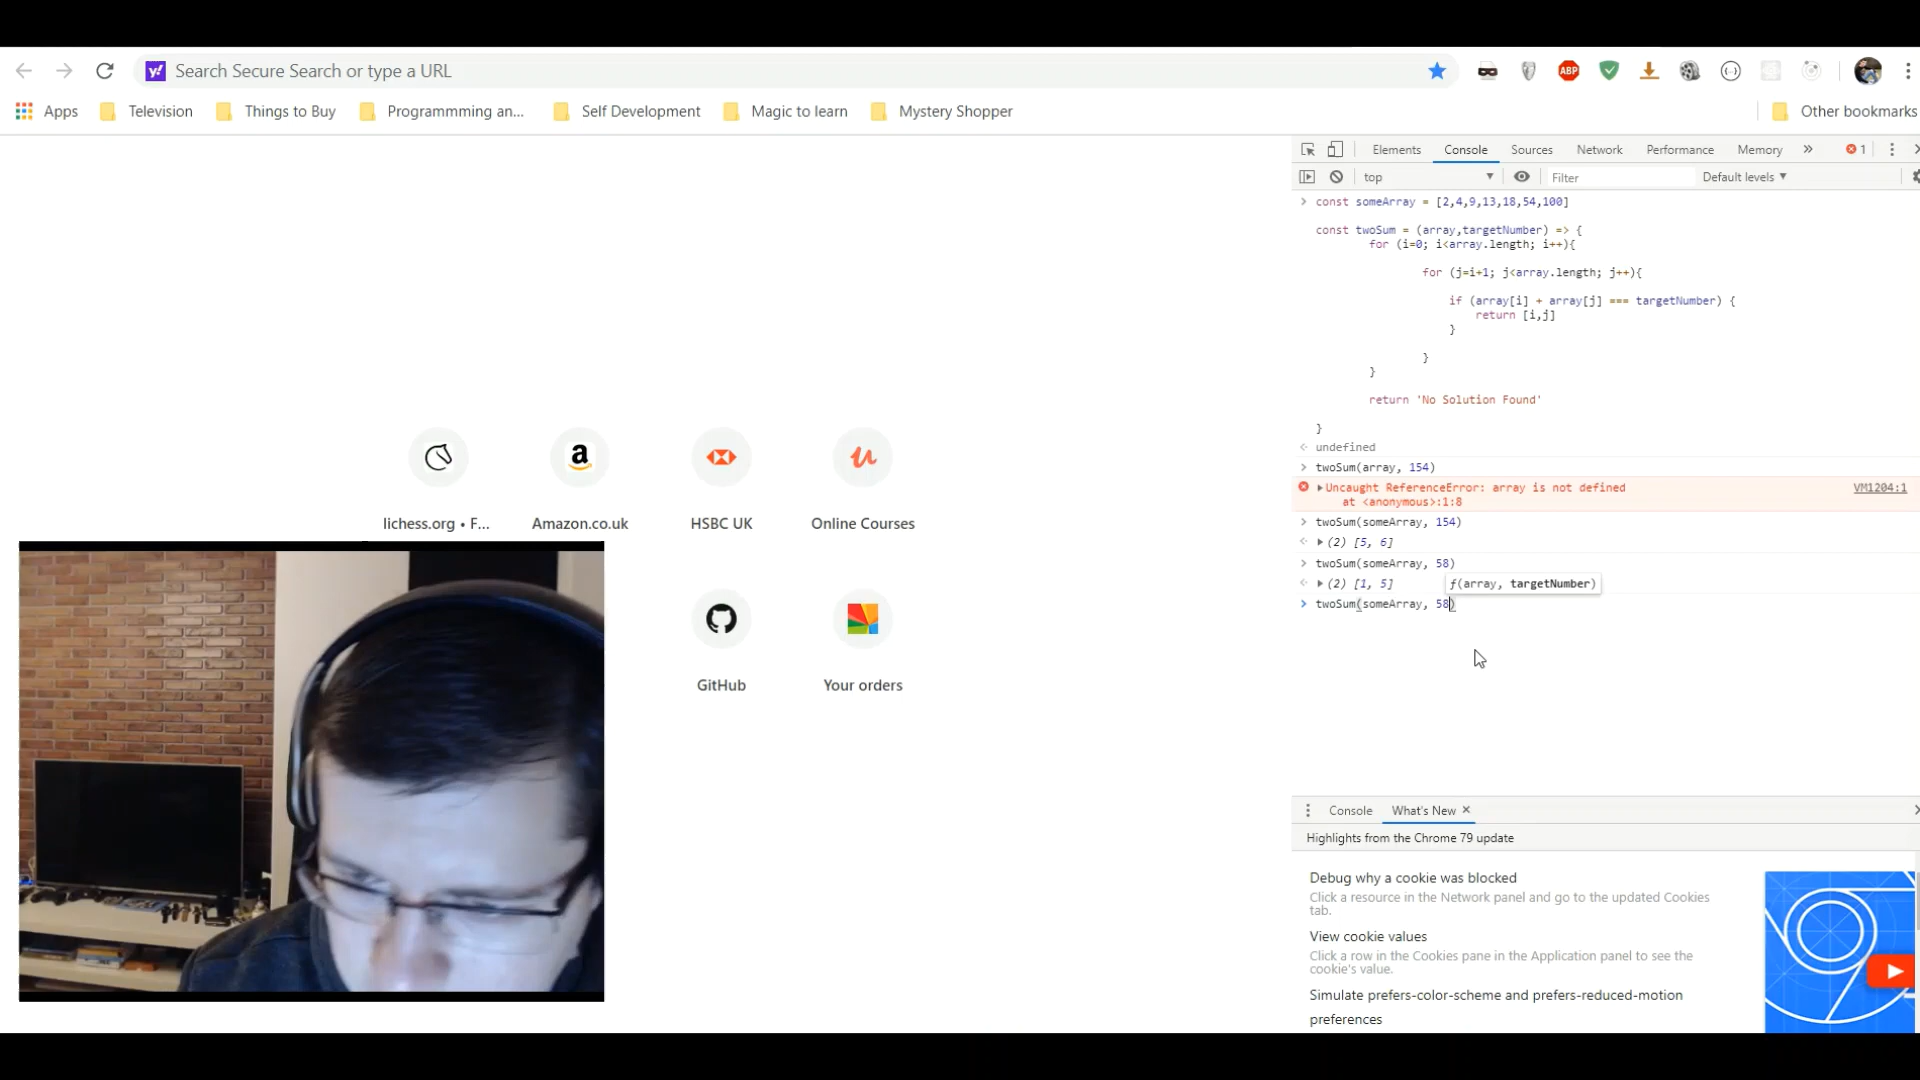 Search Secure Search or type a URL
ABP
Apps
Television
Things to Buy
Programmming an...
Self Development
Magic to learn
Mystery Shopper
Other bookmarks
Elements
Console
Sources
Network
Performance
Memory
1
top
Filter
Default levels
const someArray = [2,4,9,13,18,54,100]
const twoSum = (array,targetNumber) => {
for (i=0; i<array.length; i++){
for (j=i+1; j<array.length; j++){
if (array[i] + array[j] === targetNumber) {
return [i,j]
}
}
}
return 'No Solution Found'
}
undefined
twoSum(array, 154)
Uncaught ReferenceError: array is not defined
at <anonymous>:1:8
VM1204:1
twoSum(someArray, 154)
(2) [5, 6]
twoSum(someArray, 58)
(2) [1, 5]
f(array, targetNumber)
twoSum(someArray, 58)
lichess.org • F...
Amazon.co.uk
HSBC UK
Online Courses
GitHub
Your orders
Console
What's New
Highlights from the Chrome 79 update
Debug why a cookie was blocked
Click a resource in the Network panel and go to the updated Cookies
tab.
View cookie values
Click a row in the Cookies pane in the Application panel to see the
cookie's value.
Simulate prefers-color-scheme and prefers-reduced-motion
preferences